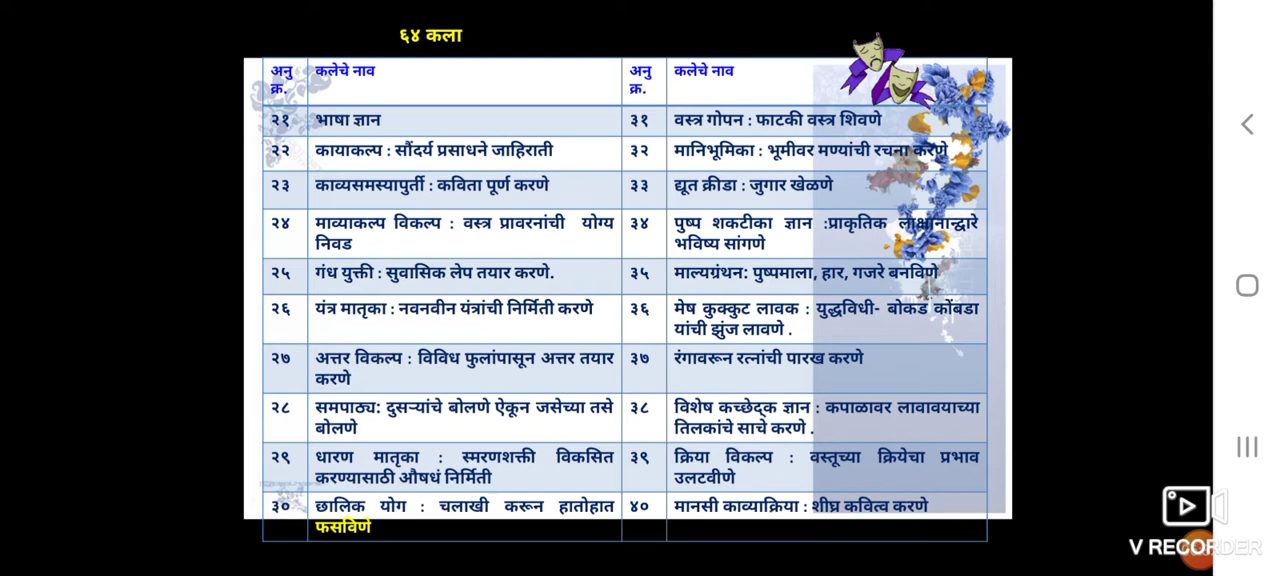 ६४ कला
अनु क्र. कलेचे नाव अनु क्र. कलेचे नाव
२१ भाषा ज्ञान ३१ वस्त्र गोपन : फाटकी वस्त्र शिवणे
२२ कायाकल्प : सौंदर्य प्रसाधने जाहिराती ३२ मानिभूमिका : भूमीवर मण्यांची रचना करणे
२३ काव्यसमस्यापुर्ती : कविता पूर्ण करणे ३३ द्यूत क्रीडा : जुगार खेळणे
२४ माव्याकल्प विकल्प : वस्त्र प्रावरनांची योग्य निवड ३४ पुष्प शकटीका ज्ञान :प्राकृतिक लाक्षानान्द्वारे भविष्य सांगणे
२५ गंध युक्ती : सुवासिक लेप तयार करणे. ३५ माल्यग्रंथन: पुष्पमाला, हार, गजरे बनविणे
२६ यंत्र मातृका : नवनवीन यंत्रांची निर्मिती करणे ३६ मेष कुक्कुट लावक : युद्धविधी- बोकड कोंबडा यांची झुंज लावणे .
२७ अत्तर विकल्प : विविध फुलांपासून अत्तर तयार करणे ३७ रंगावरून रत्नांची पारख करणे
२८ समपाठ्य: दुसऱ्यांचे बोलणे ऐकून जसेच्या तसे बोलणे ३८ विशेष कच्छेद्क ज्ञान : कपाळावर लावावयाच्या तिलकांचे साचे करणे .
२९ धारण मातृका : स्मरणशक्ती विकसित करण्यासाठी औषधं निर्मिती ३९ क्रिया विकल्प : वस्तूच्या क्रियेचा प्रभाव उलटवीणे
३० छालिक योग : चलाखी करून हातोहात फसविणे ४० मानसी काव्याक्रिया : शीघ्र कवित्व करणे
V RECORDER